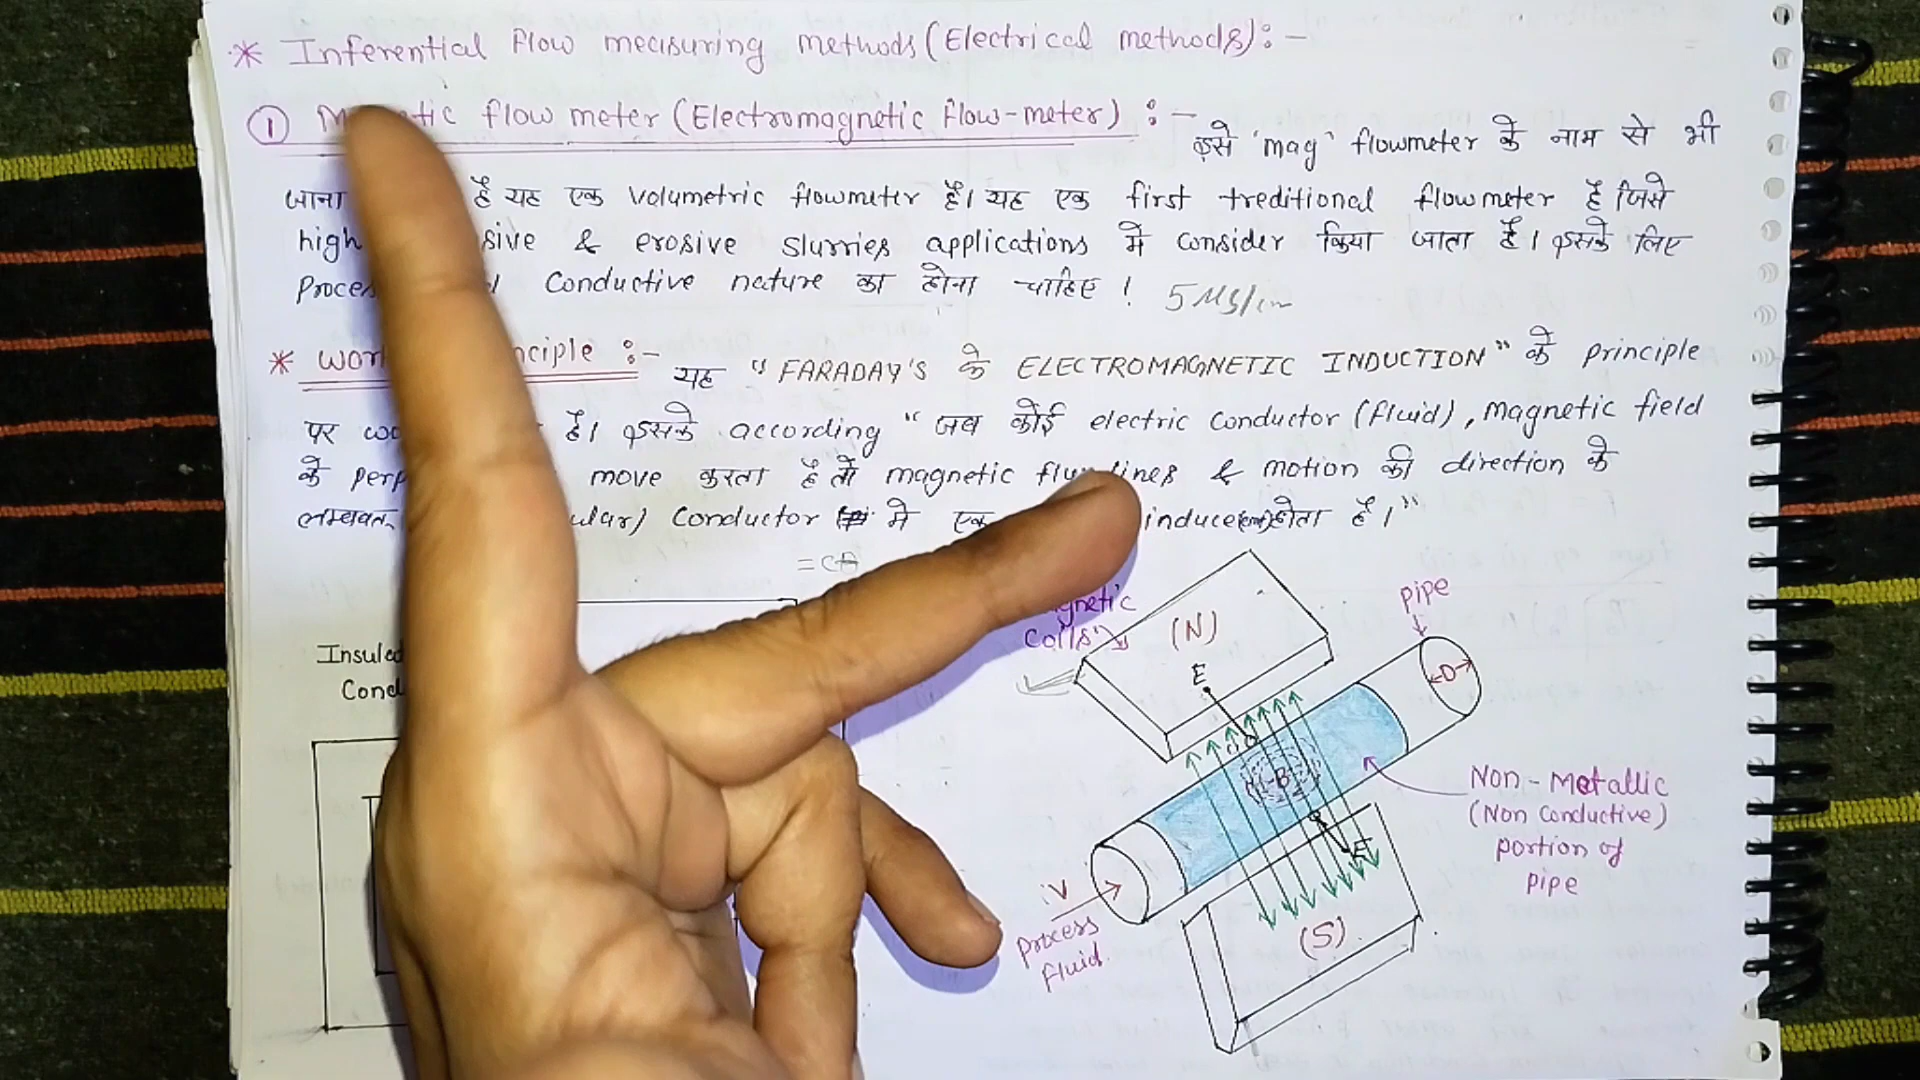 * Inferential flow measuring methods (Electrical methods):-
① tic flow meter (Electromagnetic flow-meter) :-
इसे 'mag' flowmeter के नाम से भी
जाना है यह एक volumetric flowmeter है। यह एक first treditional flowmeter है जिसे
high sive & erosive slurries applications में consider किया जाता है। इसके लिए
Proces conductive nature का होना चाहिए ! 5 Ms/cm
* wor nciple :- यह "FARADAY'S के ELECTROMAGNETIC INDUCTION" के principle
पर wo है। इसके according "जब कोई electric conductor (fluid), magnetic field
के perp move करता है तो magnetic flux lines & motion की direction के
लम्बवत ular) conductor में एक induce(emf)होता है।"
= C
Insul
Cond
gnetic
coils
(N)
E
pipe
D
B
E
Non-Metallic
(Non Conductive)
portion of
pipe
V
Process
fluid.
(S)